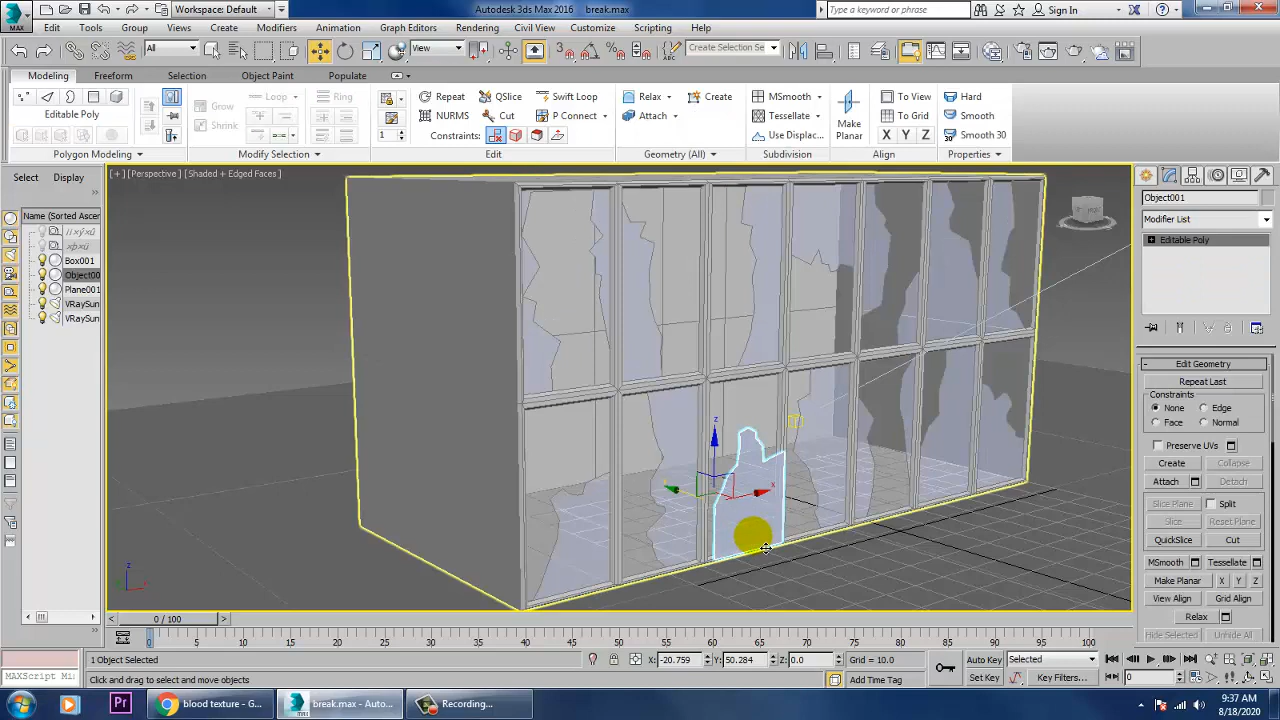 Workspace: Default
Autodesk 3ds Max 2016 break.max
Type a keyword or phrase
Sign In
Edit Tools Group Views Create Modifiers Animation Graph Editors Rendering Civil View Customize Scripting Help
All
View
Create Selection Se
Modeling Freeform Selection Object Paint Populate
Editable Poly
Grow
Shrink
Loop
Ring
1
Repeat QSlice Swift Loop
NURMS Cut P Connect
Constraints:
Relax Create
Attach
MSmooth
Tessellate
Use Displac...
Make
Planar
To View
To Grid
X Y Z
Hard
Smooth
Smooth 30
Polygon Modeling Modify Selection Edit Geometry (All) Subdivision Align Properties
Select Display
Name (Sorted Ascen
Box001
Object00
Plane001
VRaySun
VRaySun
[+] [Perspective] [Shaded + Edged Faces]
z
x
z
Object001
Modifier List
Editable Poly
- Edit Geometry
Repeat Last
Constraints
None Edge
Face Normal
Preserve UVs
Create Collapse
Attach Detach
Slice Plane Split
Slice Reset Plane
QuickSlice Cut
MSmooth Tessellate
Make Planar X Y Z
View Align Grid Align
Relax
Hide Selected Unhide All
< 0 / 100 >
0 5 10 15 20 25 30 35 40 45 50 55 60 65 70 75 80 85 90 95 100
1 Object Selected
X: -20.759 Y: 50.284 Z: 0.0 Grid = 10.0
Auto Key Selected
MAXScript Mi
Click and drag to select and move objects
Add Time Tag
Set Key Key Filters...
0
Pr
blood texture - G...
break.max - Auto...
Recording...
9:37 AM
8/18/2020